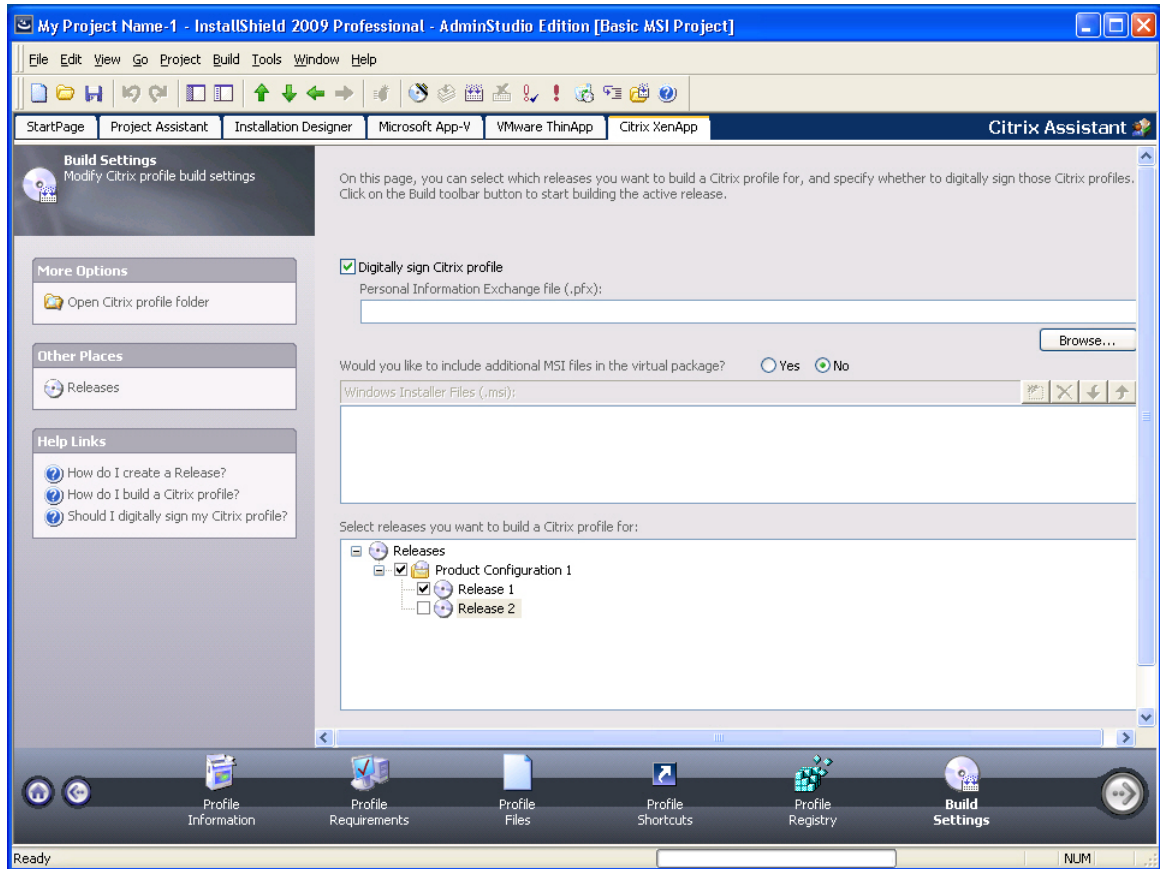 My Project Name-1 - InstallShield 2009 Professional - AdminStudio Edition [Basic MSI Project]
File Edit View Go Project Build Tools Window Help
StartPage Project Assistant Installation Designer Microsoft App-V VMware ThinApp Citrix XenApp Citrix Assistant
Build Settings
Modify Citrix profile build settings
On this page, you can select which releases you want to build a Citrix profile for, and specify whether to digitally sign those Citrix profiles.
Click on the Build toolbar button to start building the active release.
More Options
Open Citrix profile folder
Other Places
Releases
Help Links
How do I create a Release?
How do I build a Citrix profile?
Should I digitally sign my Citrix profile?
Digitally sign Citrix profile
Personal Information Exchange file (.pfx):
Browse...
Would you like to include additional MSI files in the virtual package? Yes No
Windows Installer Files (.msi):
Select releases you want to build a Citrix profile for:
Releases
Product Configuration 1
Release 1
Release 2
Profile Information
Profile Requirements
Profile Files
Profile Shortcuts
Profile Registry
Build Settings
Ready NUM